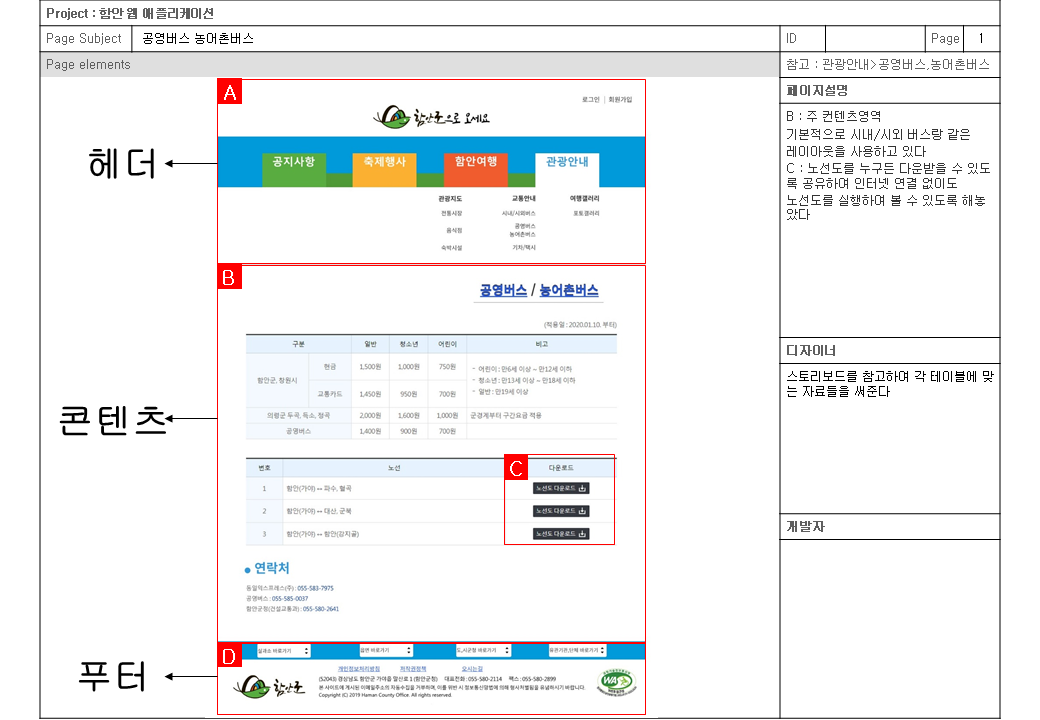 Project : 함안 웹 애플리케이션
Page Subject 공영버스 농어촌버스 ID Page 1
Page elements 참고 : 관광안내>공영버스,농어촌버스
페이지설명
B : 주 컨텐츠영역
기본적으로 시내/시외 버스랑 같은
레이아웃을 사용하고 있다
C : 노선도를 누구든 다운받을 수 있도
록 공유하여 인터넷 연결 없이도
노선도를 실행하여 볼 수 있도록 해놓
았다
디자이너
스토리보드를 참고하여 각 테이블에 맞
는 자료들을 써준다
개발자
헤더
콘텐츠
푸터
A
로그인 | 회원가입
함안군으로 오세요
공지사항 축제행사 함안여행 관광안내
관광지도 교통안내 여행갤러리
전통시장 시내/시외버스 포토갤러리
음식점 공영버스
농어촌버스
숙박시설 기차/택시
B
공영버스 / 농어촌버스
(적용일 : 2020.01.10. 부터)
구분 일반 청소년 어린이 비고
함안군, 창원시 현금 1,500원 1,000원 750원
교통카드 1,450원 950원 700원
- 어린이 : 만6세 이상 ~ 만12세 이하
- 청소년 : 만13세 이상 ~ 만18세 이하
- 일반 : 만19세 이상
의령군 두곡, 득소, 정곡 2,000원 1,600원 1,000원 군경계부터 구간요금 적용
공영버스 1,400원 900원 700원
C
번호 노선 다운로드
1 함안(가야) ↔ 파수, 혈곡 노선도 다운로드
2 함안(가야) ↔ 대산, 군북 노선도 다운로드
3 함안(가야) ↔ 함안(강지골) 노선도 다운로드
연락처
동일익스프레스(주) : 055-583-7975
공영버스 : 055-585-0037
함안군청(건설교통과) : 055-580-2641
D
실과소 바로가기 읍면 바로가기 도,시군청 바로가기 유관기관,단체 바로가기
개인정보처리방침 저작권정책 오시는길
함안군
(52043) 경상남도 함안군 가야읍 말산로 1 (함안군청) 대표전화 : 055-580-2114 팩스 : 055-580-2899
본 사이트에 게시된 이메일주소의 자동수집을 거부하며, 이를 위반 시 정보통신망법에 의해 형사처벌됨을 유념하시기 바랍니다.
Copyright (C) 2019 Haman County Office. All rights reserved.
WA